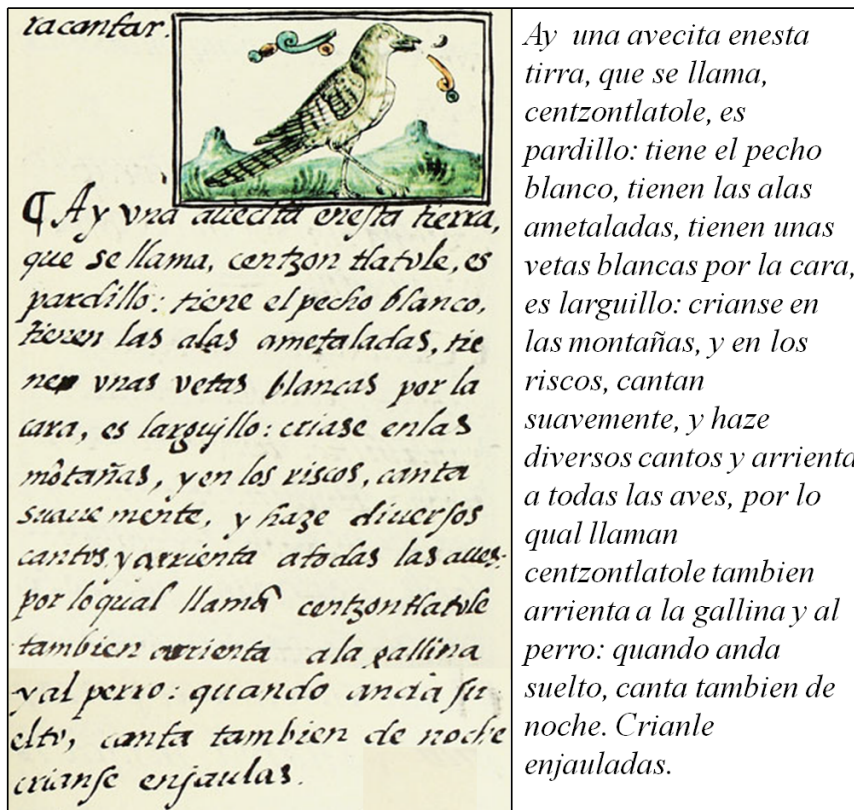 racantar.
¶ Ay vna auecita enesta tierra,
que se llama, centzon tlatole, es
pardillo: tiene el pecho blanco,
tienen las alas ametaladas, tie
nen vnas vetas blancas por la
cara, es larguillo: criase enlas
mõtañas, y en los riscos, canta
suaue mente, y haze diuersos
cantos y arrienta atodas las aues.
por loqual llamã centzontlatole
tambien arrienta ala gallina
y al perro: quando anda su
elto, canta tambien de noche
crianse enjaulas.
Ay una avecita enesta
tirra, que se llama,
centzontlatole, es
pardillo: tiene el pecho
blanco, tienen las alas
ametaladas, tienen unas
vetas blancas por la cara,
es larguillo: crianse en
las montañas, y en los
riscos, cantan
suavemente, y haze
diversos cantos y arrienta
a todas las aves, por lo
qual llaman
centzontlatole tambien
arrienta a la gallina y al
perro: quando anda
suelto, canta tambien de
noche. Crianle
enjauladas.